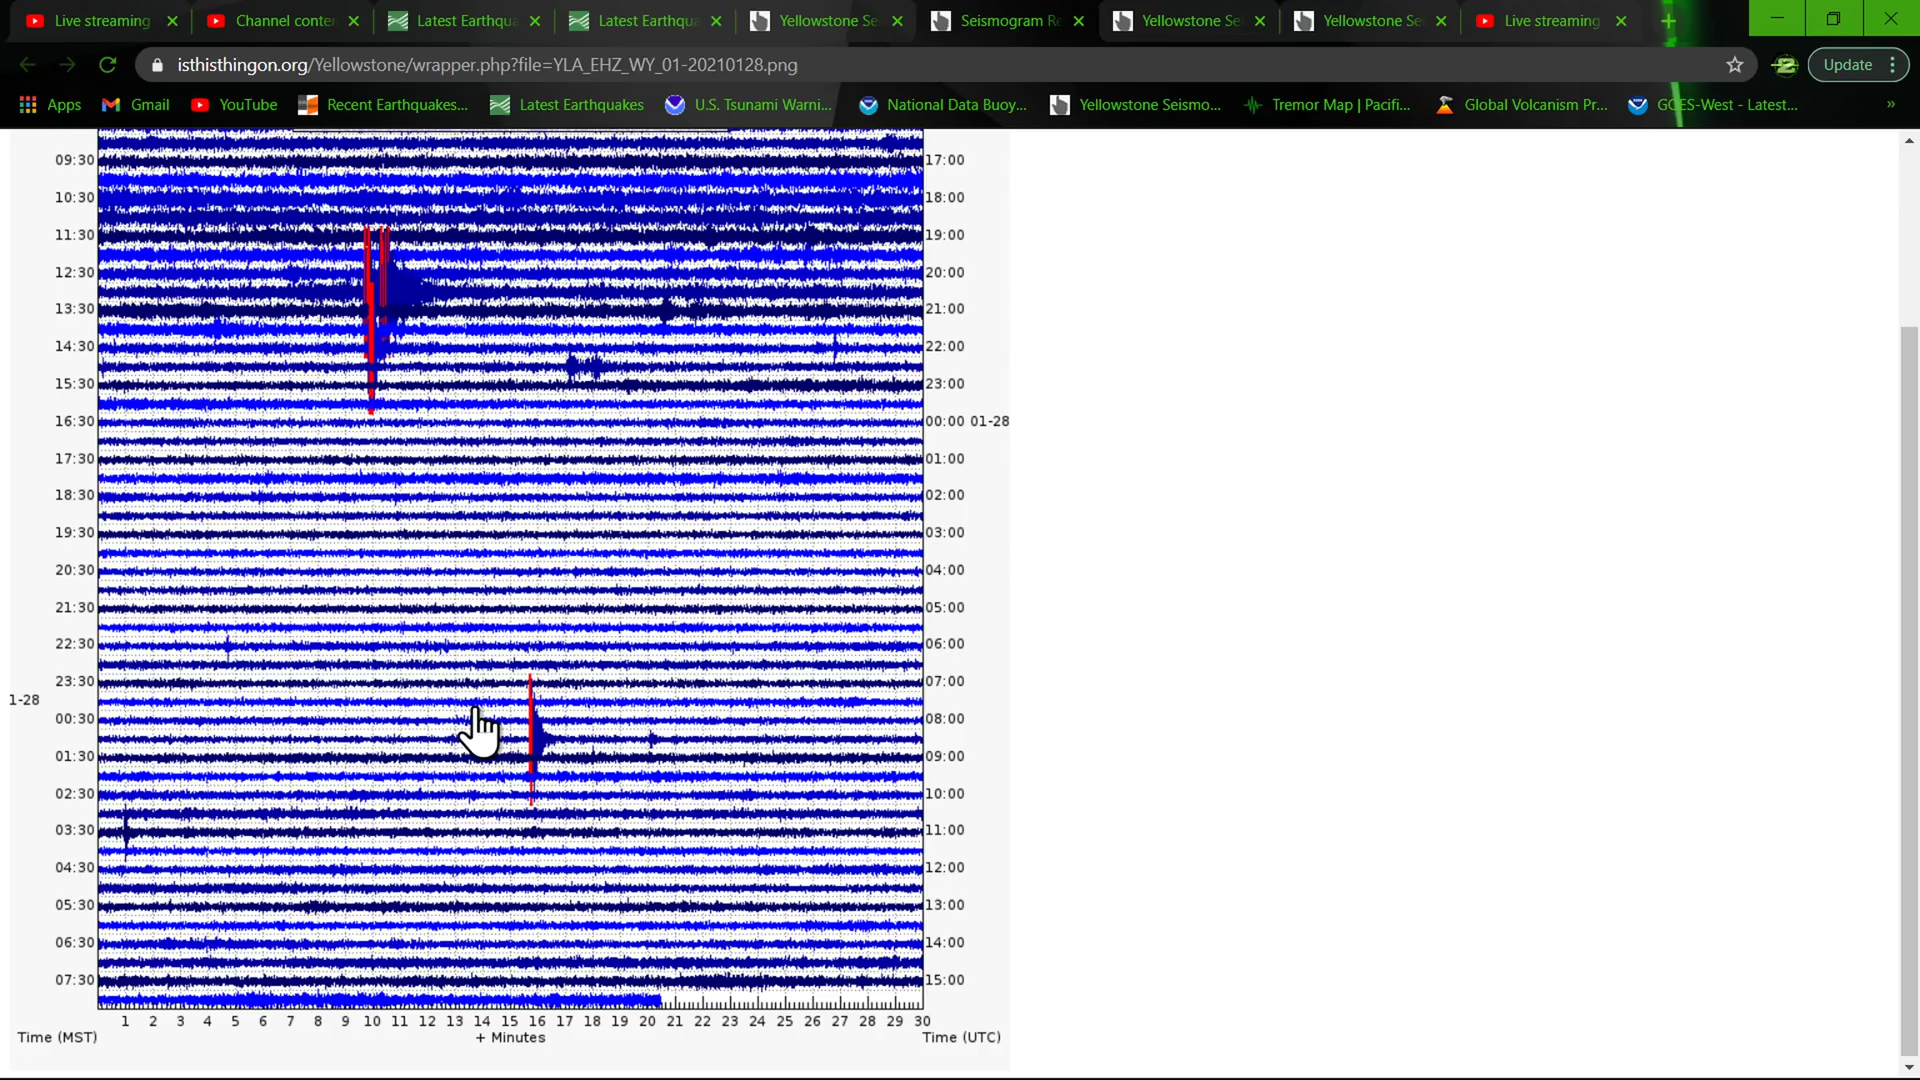 Live streaming
Channel conte
Latest Earthqua
Latest Earthqua
Yellowstone Se
Seismogram Re
Yellowstone Se
Yellowstone Se
Live streaming
isthisthingon.org/Yellowstone/wrapper.php?file=YLA_EHZ_WY_01-20210128.png
Update
Apps
Gmail
YouTube
Recent Earthquakes...
Latest Earthquakes
U.S. Tsunami Warni...
National Data Buoy...
Yellowstone Seismo...
Tremor Map | Pacifi...
Global Volcanism Pr...
GOES-West - Latest...
»
09:30 17:00
10:30 18:00
11:30 19:00
12:30 20:00
13:30 21:00
14:30 22:00
15:30 23:00
16:30 00:00 01-28
17:30 01:00
18:30 02:00
19:30 03:00
20:30 04:00
21:30 05:00
22:30 06:00
23:30 07:00
1-28
00:30 08:00
01:30 09:00
02:30 10:00
03:30 11:00
04:30 12:00
05:30 13:00
06:30 14:00
07:30 15:00
1 2 3 4 5 6 7 8 9 10 11 12 13 14 15 16 17 18 19 20 21 22 23 24 25 26 27 28 29 30
Time (MST) + Minutes Time (UTC)